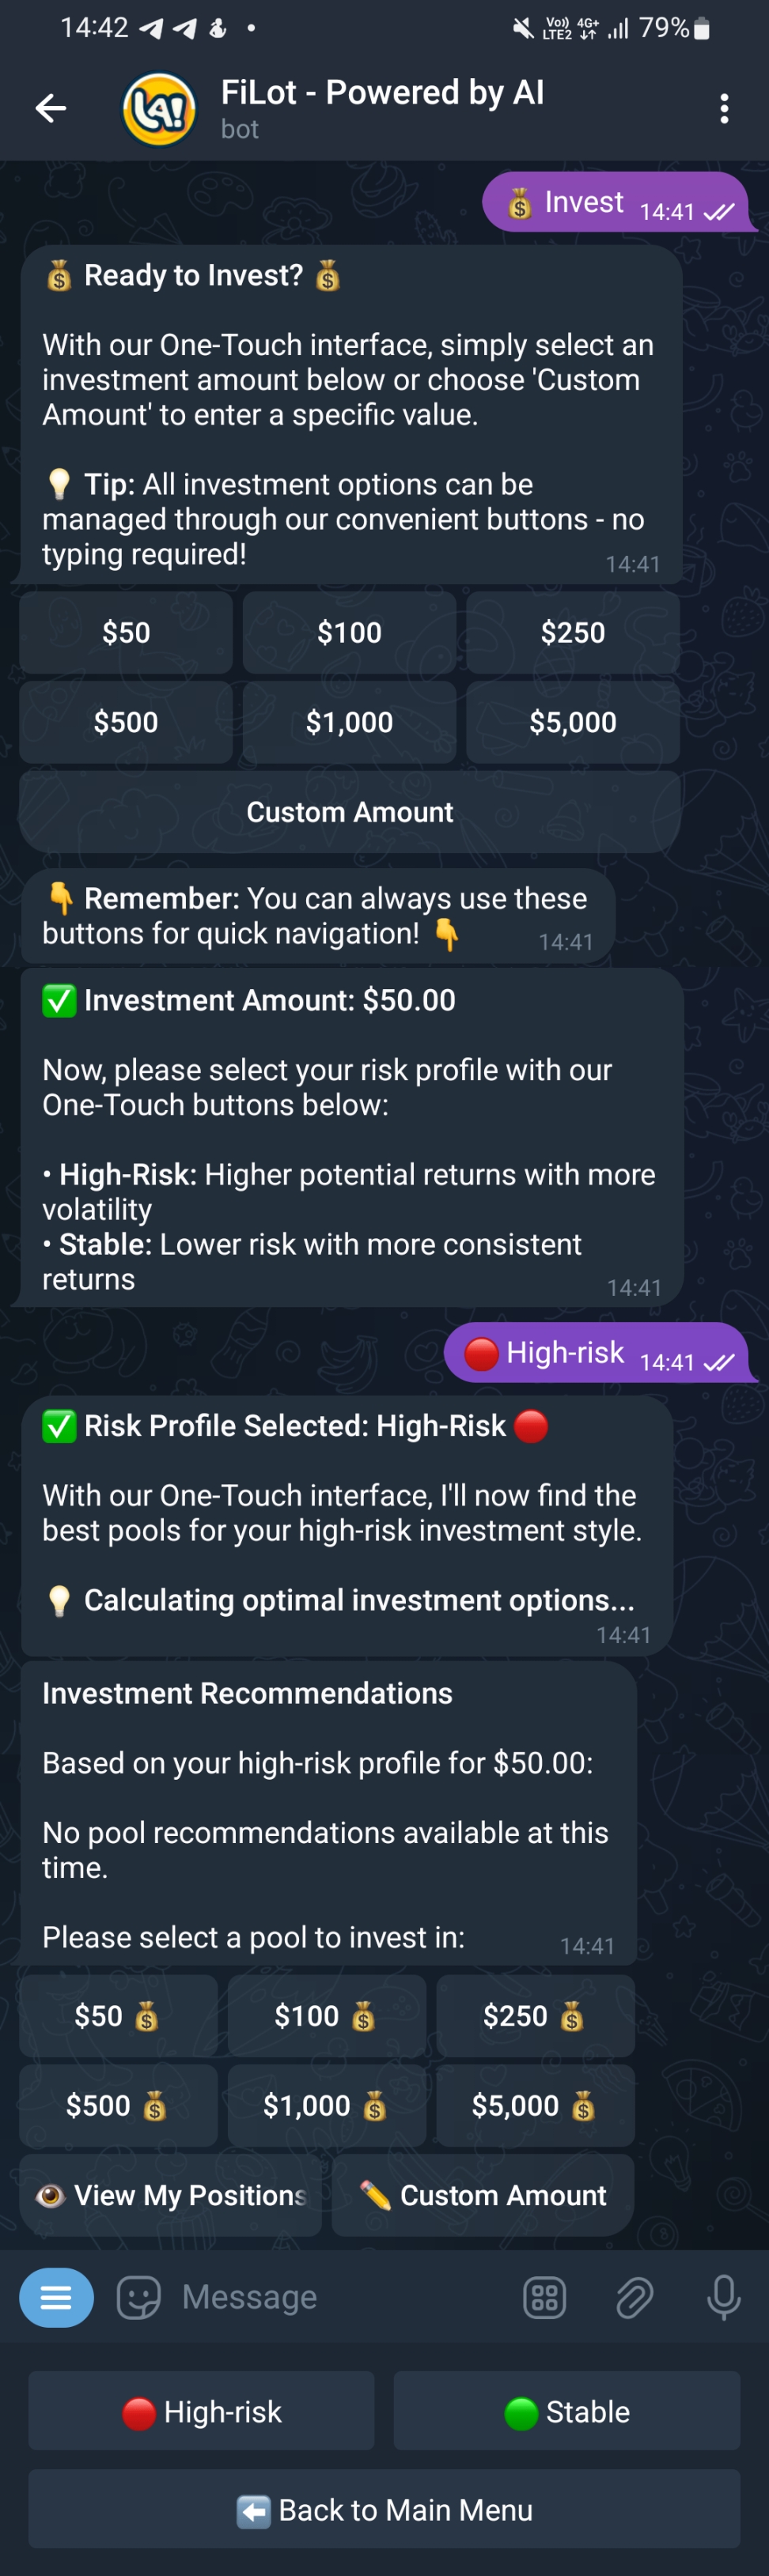 14:42
Vo)) LTE2 4G+ 79%
FiLot - Powered by AI
bot
LA!
💰 Invest 14:41
💰 Ready to Invest? 💰
With our One-Touch interface, simply select an
investment amount below or choose 'Custom
Amount' to enter a specific value.
💡 Tip: All investment options can be
managed through our convenient buttons - no
typing required!
14:41
$50 $100 $250
$500 $1,000 $5,000
Custom Amount
👇 Remember: You can always use these
buttons for quick navigation! 👇 14:41
✅ Investment Amount: $50.00
Now, please select your risk profile with our
One-Touch buttons below:
• High-Risk: Higher potential returns with more
volatility
• Stable: Lower risk with more consistent
returns
14:41
🔴 High-risk 14:41
✅ Risk Profile Selected: High-Risk 🔴
With our One-Touch interface, I'll now find the
best pools for your high-risk investment style.
💡 Calculating optimal investment options...
14:41
Investment Recommendations
Based on your high-risk profile for $50.00:
No pool recommendations available at this
time.
Please select a pool to invest in: 14:41
$50 💰 $100 💰 $250 💰
$500 💰 $1,000 💰 $5,000 💰
👁 View My Positions ✏️ Custom Amount
Message
🔴 High-risk 🟢 Stable
⬅️ Back to Main Menu